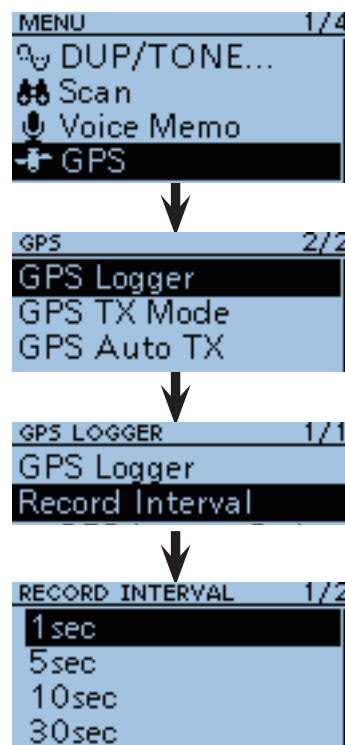 MENU 1/4
DUP/TONE...
Scan
Voice Memo
GPS
GPS 2/2
GPS Logger
GPS TX Mode
GPS Auto TX
GPS LOGGER 1/1
GPS Logger
Record Interval
RECORD INTERVAL 1/2
1sec
5sec
10sec
30sec